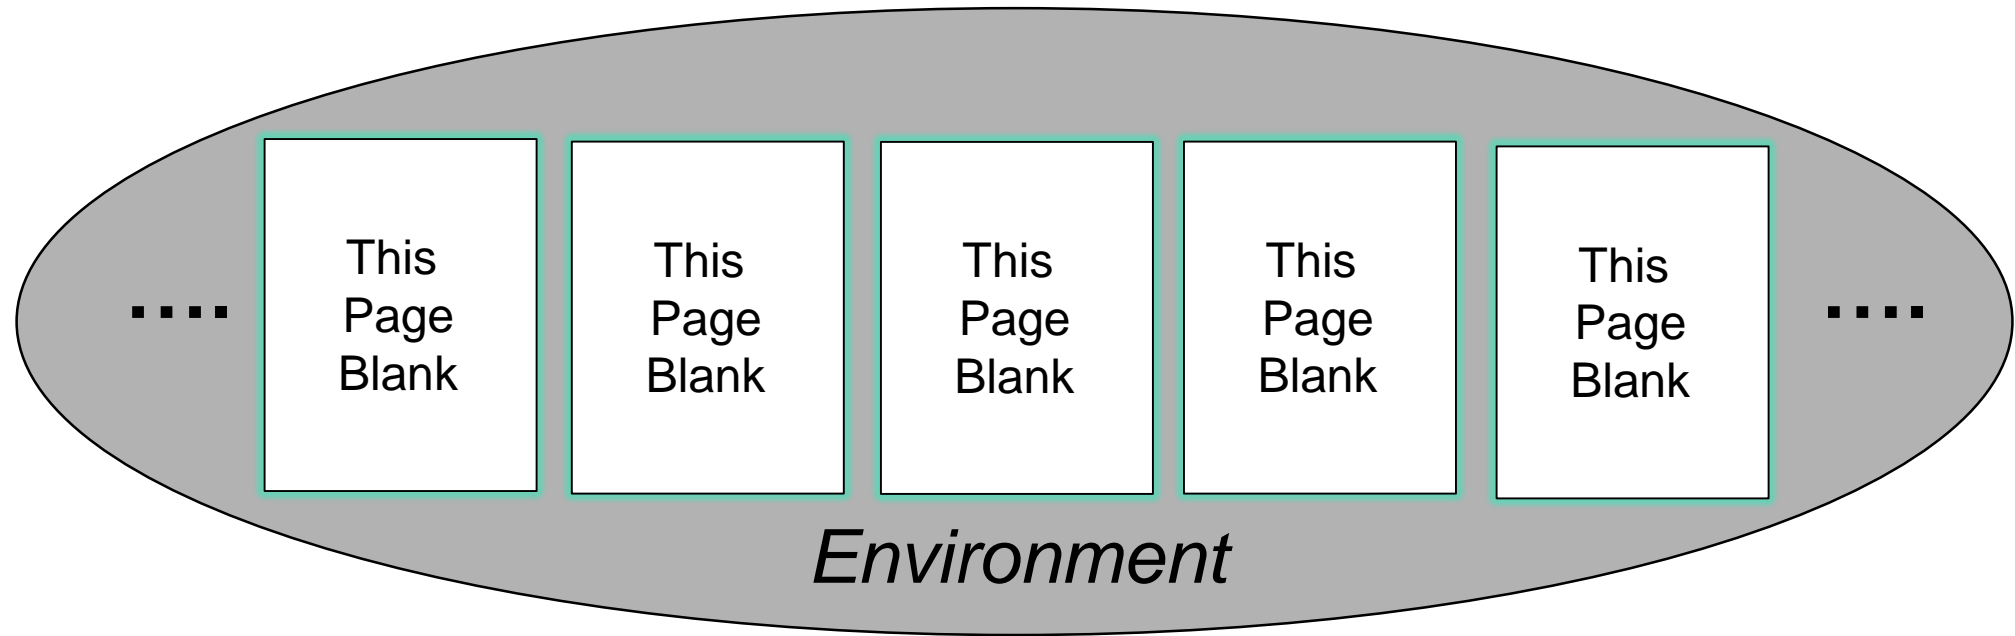 This
Page
Blank
This
Page
Blank
This
Page
Blank
This
Page
Blank
This
Page
Blank
....
....
Environment